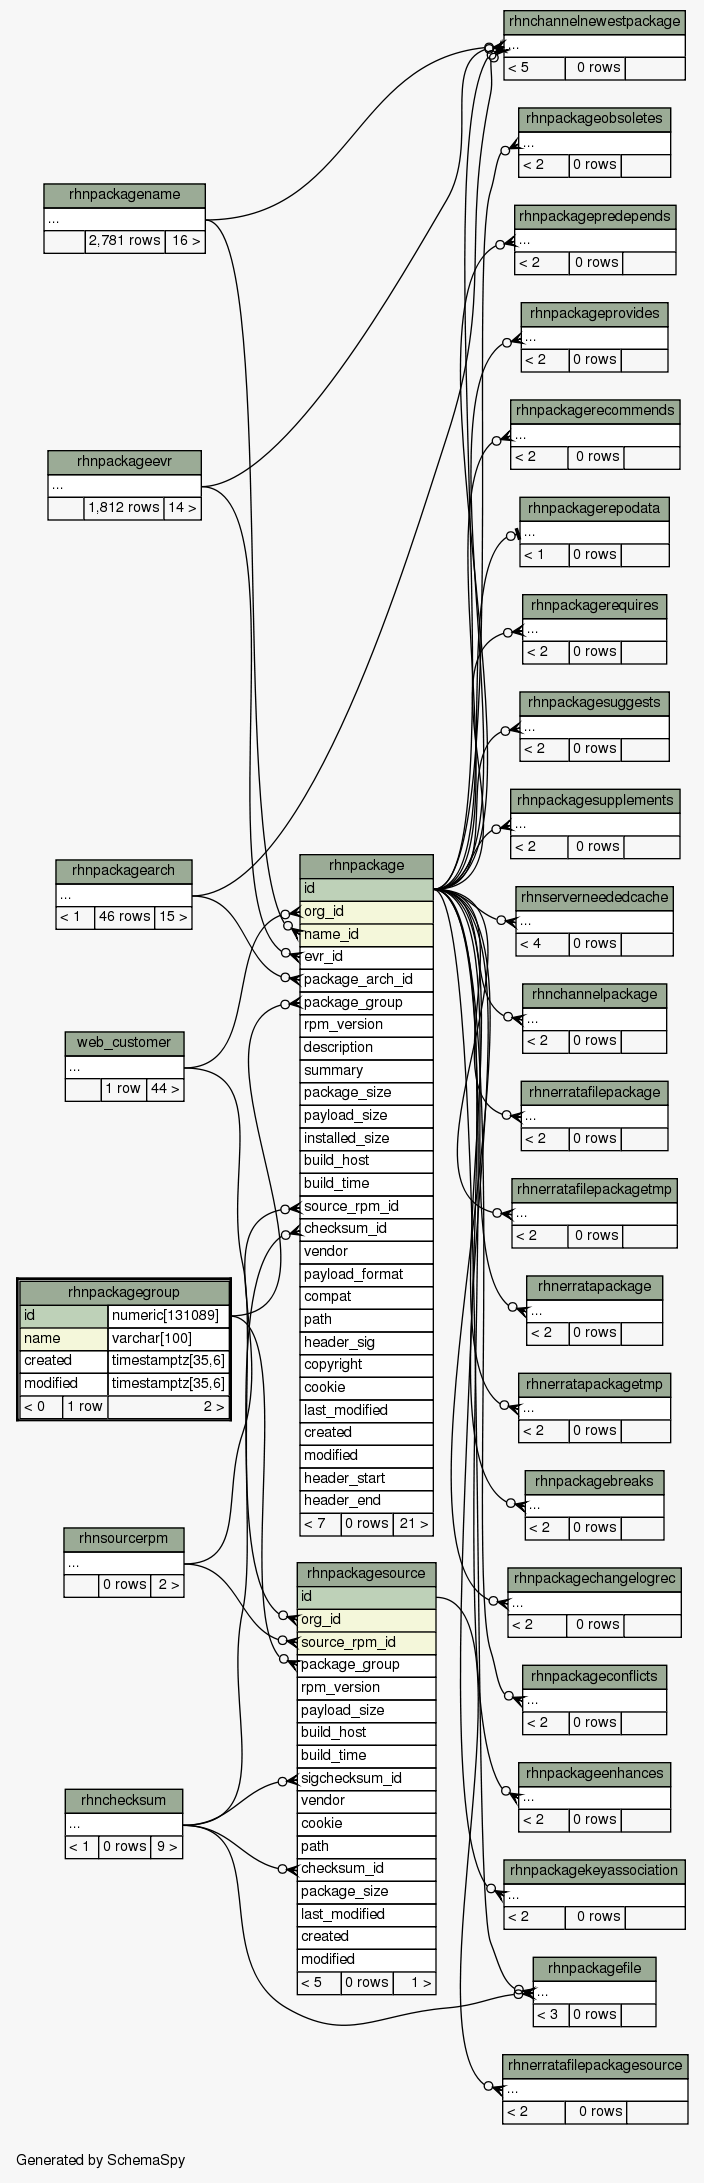 rhnchannelnewestpackage
...
< 5 0 rows
rhnpackageobsoletes
...
< 2 0 rows
rhnpackagename
...
2,781 rows 16 >
rhnpackagepredepends
...
< 2 0 rows
rhnpackageprovides
...
< 2 0 rows
rhnpackagerecommends
...
< 2 0 rows
rhnpackageevr
...
1,812 rows 14 >
rhnpackagerepodata
...
< 1 0 rows
rhnpackagerequires
...
< 2 0 rows
rhnpackagesuggests
...
< 2 0 rows
rhnpackagesupplements
...
< 2 0 rows
rhnpackagearch
...
< 1 46 rows 15 >
rhnserverneededcache
...
< 4 0 rows
rhnchannelpackage
...
< 2 0 rows
web_customer
...
1 row 44 >
rhnpackage
id
org_id
name_id
evr_id
package_arch_id
package_group
rpm_version
description
summary
package_size
payload_size
installed_size
build_host
build_time
source_rpm_id
checksum_id
vendor
payload_format
compat
path
header_sig
copyright
cookie
last_modified
created
modified
header_start
header_end
< 7 0 rows 21 >
rhnerratafilepackage
...
< 2 0 rows
rhnerratafilepackagetmp
...
< 2 0 rows
rhnpackagegroup
id numeric[131089]
name varchar[100]
created timestamptz[35,6]
modified timestamptz[35,6]
< 0 1 row 2 >
rhnerratapackage
...
< 2 0 rows
rhnerratapackagetmp
...
< 2 0 rows
rhnpackagebreaks
...
< 2 0 rows
rhnsourcerpm
...
0 rows 2 >
rhnpackagesource
id
org_id
source_rpm_id
package_group
rpm_version
payload_size
build_host
build_time
sigchecksum_id
vendor
cookie
path
checksum_id
package_size
last_modified
created
modified
< 5 0 rows 1 >
rhnpackagechangelogrec
...
< 2 0 rows
rhnpackageconflicts
...
< 2 0 rows
rhnpackageenhances
...
< 2 0 rows
rhnchecksum
...
< 1 0 rows 9 >
rhnpackagekeyassociation
...
< 2 0 rows
rhnpackagefile
...
< 3 0 rows
rhnerratafilepackagesource
...
< 2 0 rows
Generated by SchemaSpy